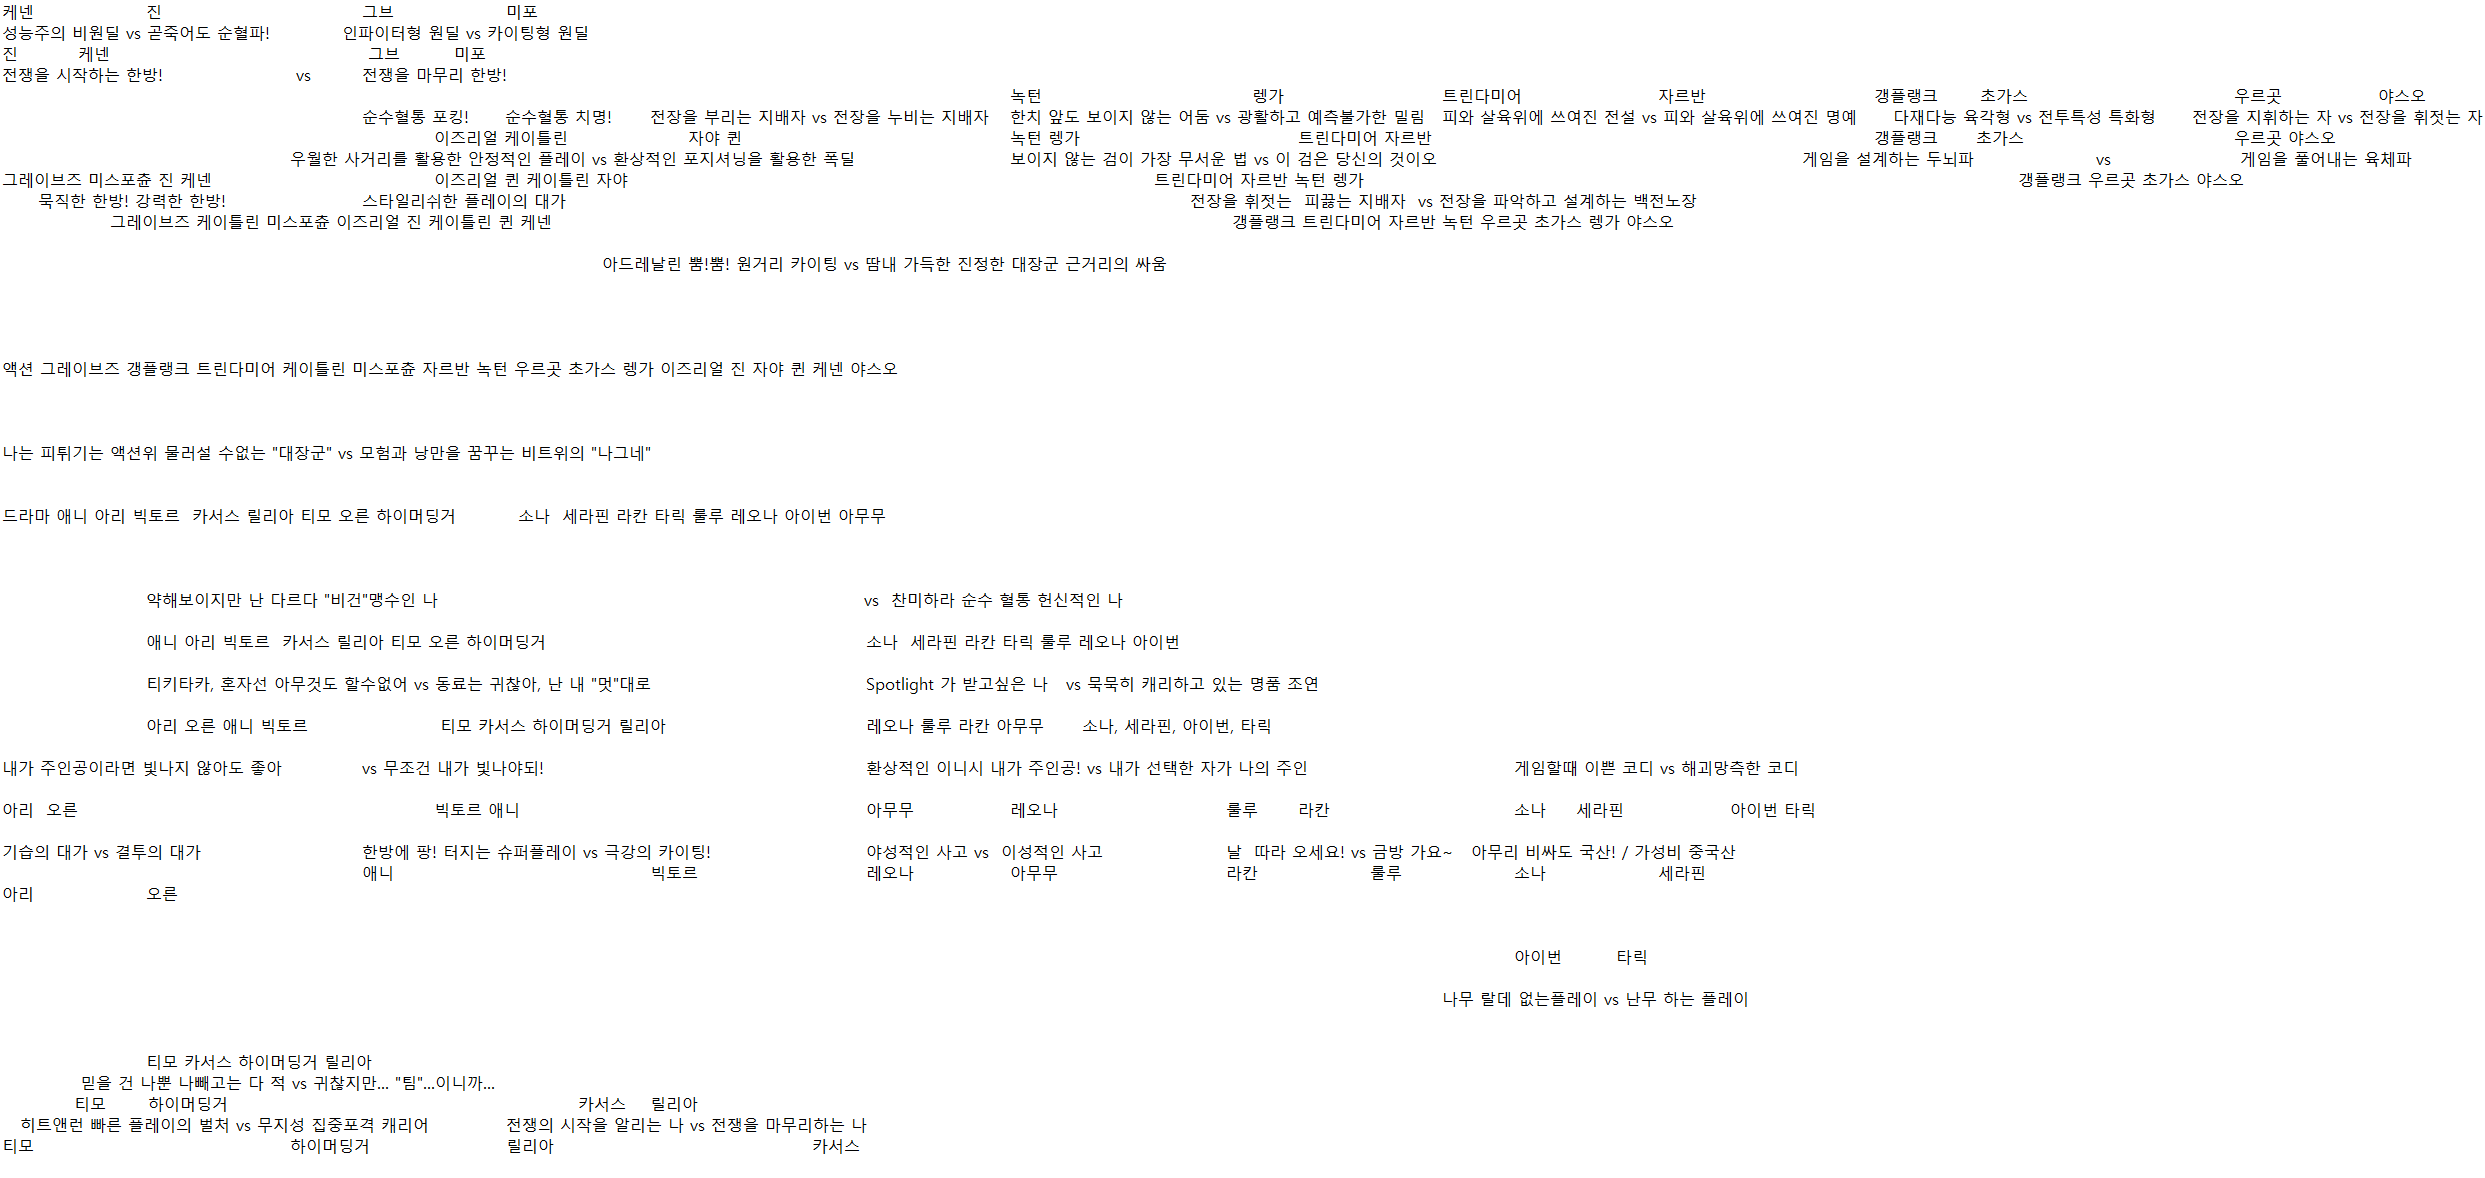 케넨 진 그브 미포
성능주의 비원딜 vs 곧죽어도 순혈파! 인파이터형 원딜 vs 카이팅형 원딜
진 케넨 그브 미포
전쟁을 시작하는 한방! vs 전쟁을 마무리 한방!
녹턴 렝가 트린다미어 자르반 갱플랭크 초가스 우르곳 야스오
순수혈통 포킹! 순수혈통 치명! 전장을 부리는 지배자 vs 전장을 누비는 지배자 한치 앞도 보이지 않는 어둠 vs 광활하고 예측불가한 밀림 피와 살육위에 쓰여진 전설 vs 피와 살육위에 쓰여진 명예 다재다능 육각형 vs 전투특성 특화형 전장을 지휘하는 자 vs 전장을 휘젓는 자
이즈리얼 케이틀린 자야 퀸 녹턴 렝가 트린다미어 자르반 갱플랭크 초가스 우르곳 야스오
우월한 사거리를 활용한 안정적인 플레이 vs 환상적인 포지셔닝을 활용한 폭딜 보이지 않는 검이 가장 무서운 법 vs 이 검은 당신의 것이오 게임을 설계하는 두뇌파 vs 게임을 풀어내는 육체파
그레이브즈 미스포츈 진 케넨 이즈리얼 퀸 케이틀린 자야 트린다미어 자르반 녹턴 렝가 갱플랭크 우르곳 초가스 야스오
묵직한 한방! 강력한 한방! 스타일리쉬한 플레이의 대가 전장을 휘젓는 피끓는 지배자 vs 전장을 파악하고 설계하는 백전노장
그레이브즈 케이틀린 미스포츈 이즈리얼 진 케이틀린 퀸 케넨 갱플랭크 트린다미어 자르반 녹턴 우르곳 초가스 렝가 야스오
아드레날린 뿜!뿜! 원거리 카이팅 vs 땀내 가득한 진정한 대장군 근거리의 싸움
액션 그레이브즈 갱플랭크 트린다미어 케이틀린 미스포츈 자르반 녹턴 우르곳 초가스 렝가 이즈리얼 진 자야 퀸 케넨 야스오
나는 피튀기는 액션위 물러설 수없는 "대장군" vs 모험과 낭만을 꿈꾸는 비트위의 "나그네"
드라마 애니 아리 빅토르 카서스 릴리아 티모 오른 하이머딩거 소나 세라핀 라칸 타릭 룰루 레오나 아이번 아무무
약해보이지만 난 다르다 "비건"맹수인 나 vs 찬미하라 순수 혈통 헌신적인 나
애니 아리 빅토르 카서스 릴리아 티모 오른 하이머딩거 소나 세라핀 라칸 타릭 룰루 레오나 아이번
티키타카, 혼자선 아무것도 할수없어 vs 동료는 귀찮아, 난 내 "멋"대로 Spotlight 가 받고싶은 나 vs 묵묵히 캐리하고 있는 명품 조연
아리 오른 애니 빅토르 티모 카서스 하이머딩거 릴리아 레오나 룰루 라칸 아무무 소나, 세라핀, 아이번, 타릭
내가 주인공이라면 빛나지 않아도 좋아 vs 무조건 내가 빛나야되! 환상적인 이니시 내가 주인공! vs 내가 선택한 자가 나의 주인 게임할때 이쁜 코디 vs 해괴망측한 코디
아리 오른 빅토르 애니 아무무 레오나 룰루 라칸 소나 세라핀 아이번 타릭
기습의 대가 vs 결투의 대가 한방에 팡! 터지는 슈퍼플레이 vs 극강의 카이팅! 야성적인 사고 vs 이성적인 사고 날 따라 오세요! vs 금방 가요~ 아무리 비싸도 국산! / 가성비 중국산
애니 빅토르 레오나 아무무 라칸 룰루 소나 세라핀
아리 오른
아이번 타릭
나무 랄데 없는플레이 vs 난무 하는 플레이
티모 카서스 하이머딩거 릴리아
믿을 건 나뿐 나빼고는 다 적 vs 귀찮지만... "팀"...이니까...
티모 하이머딩거 카서스 릴리아
히트앤런 빠른 플레이의 벌처 vs 무지성 집중포격 캐리어 전쟁의 시작을 알리는 나 vs 전쟁을 마무리하는 나
티모 하이머딩거 릴리아 카서스